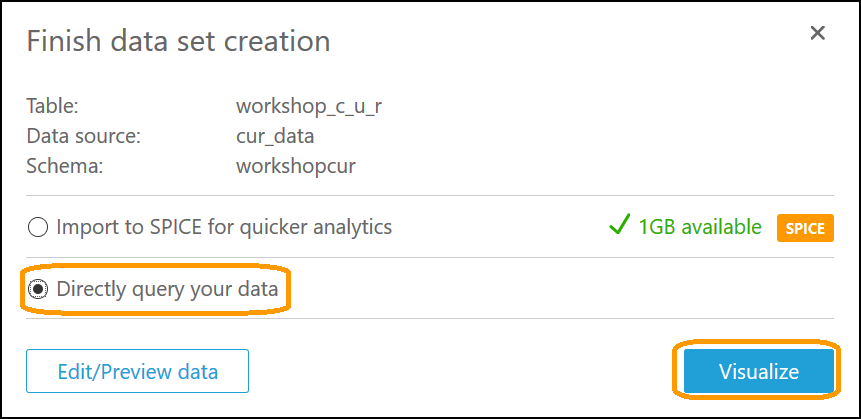 Finish data set creation
Table: workshop_c_u_r
Data source: cur_data
Schema: workshopcur
Import to SPICE for quicker analytics 1GB available SPICE
Directly query your data
Edit/Preview data Visualize